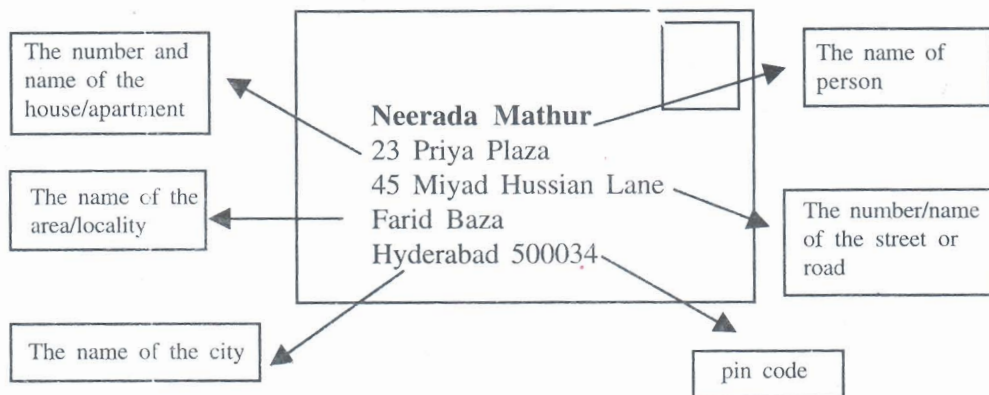 The number and
name of the
house/apartment
The name of
person
Neerada Mathur
23 Priya Plaza
45 Miyad Hussian Lane
Farid Baza
Hyderabad 500034
The name of the
area/locality
The number/name
of the street or
road
The name of the city
pin code